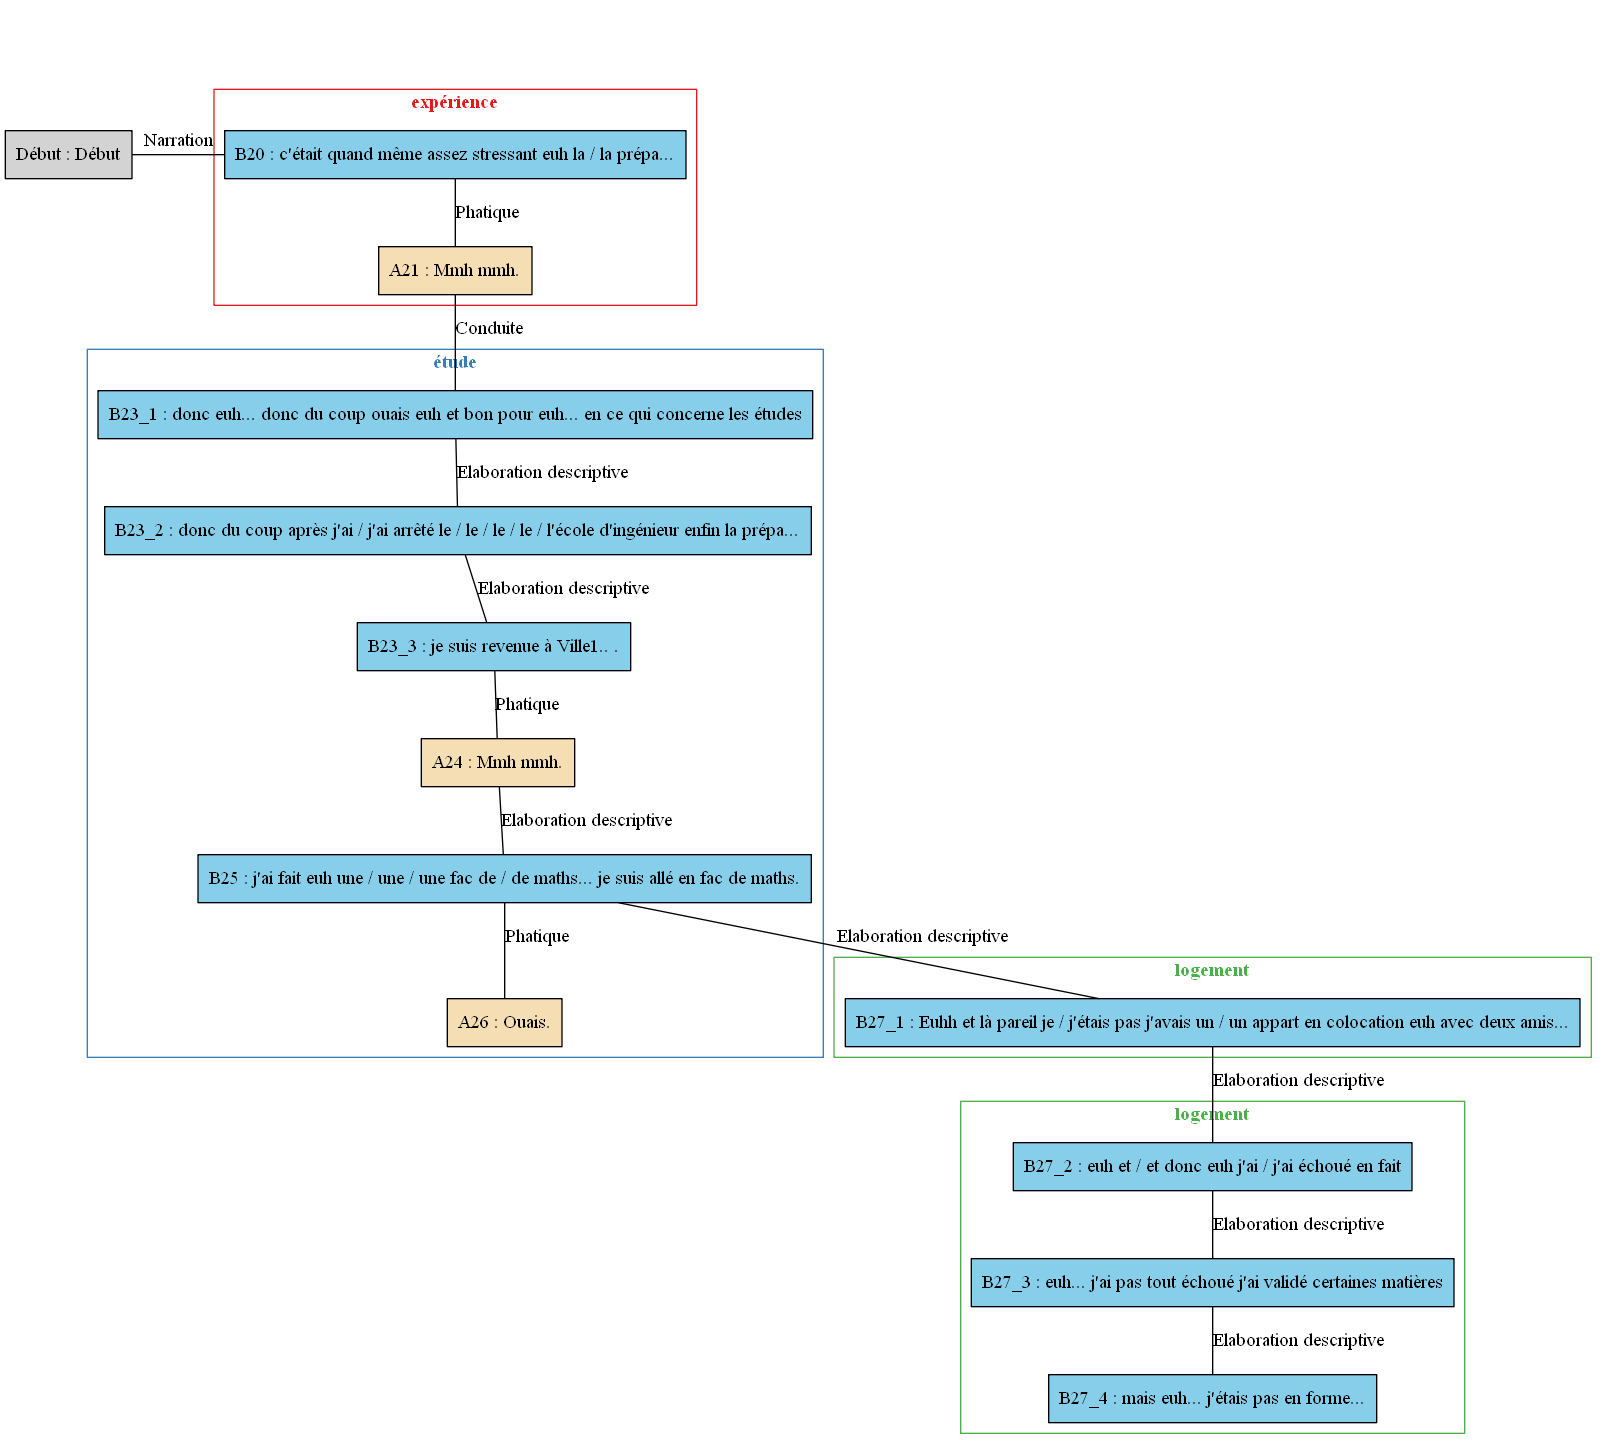 expérience
Début : Début
Narration
B20 : c'était quand même assez stressant euh la / la prépa...
Phatique
A21 : Mmh mmh.
Conduite
étude
B23_1 : donc euh... donc du coup ouais euh et bon pour euh... en ce qui concerne les études
Elaboration descriptive
B23_2 : donc du coup après j'ai / j'ai arrêté le / le / le / le / l'école d'ingénieur enfin la prépa...
Elaboration descriptive
B23_3 : je suis revenue à Ville1.. .
Phatique
A24 : Mmh mmh.
Elaboration descriptive
B25 : j'ai fait euh une / une / une fac de / de maths... je suis allé en fac de maths.
Phatique
Elaboration descriptive
logement
A26 : Ouais.
B27_1 : Euhh et là pareil je / j'étais pas j'avais un / un appart en colocation euh avec deux amis...
Elaboration descriptive
logement
B27_2 : euh et / et donc euh j'ai / j'ai échoué en fait
Elaboration descriptive
B27_3 : euh... j'ai pas tout échoué j'ai validé certaines matières
Elaboration descriptive
B27_4 : mais euh... j'étais pas en forme...